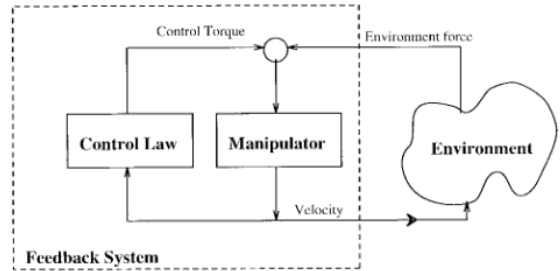 Control Torque
Environment force
Control Law
Manipulator
Environment
Velocity
Feedback System